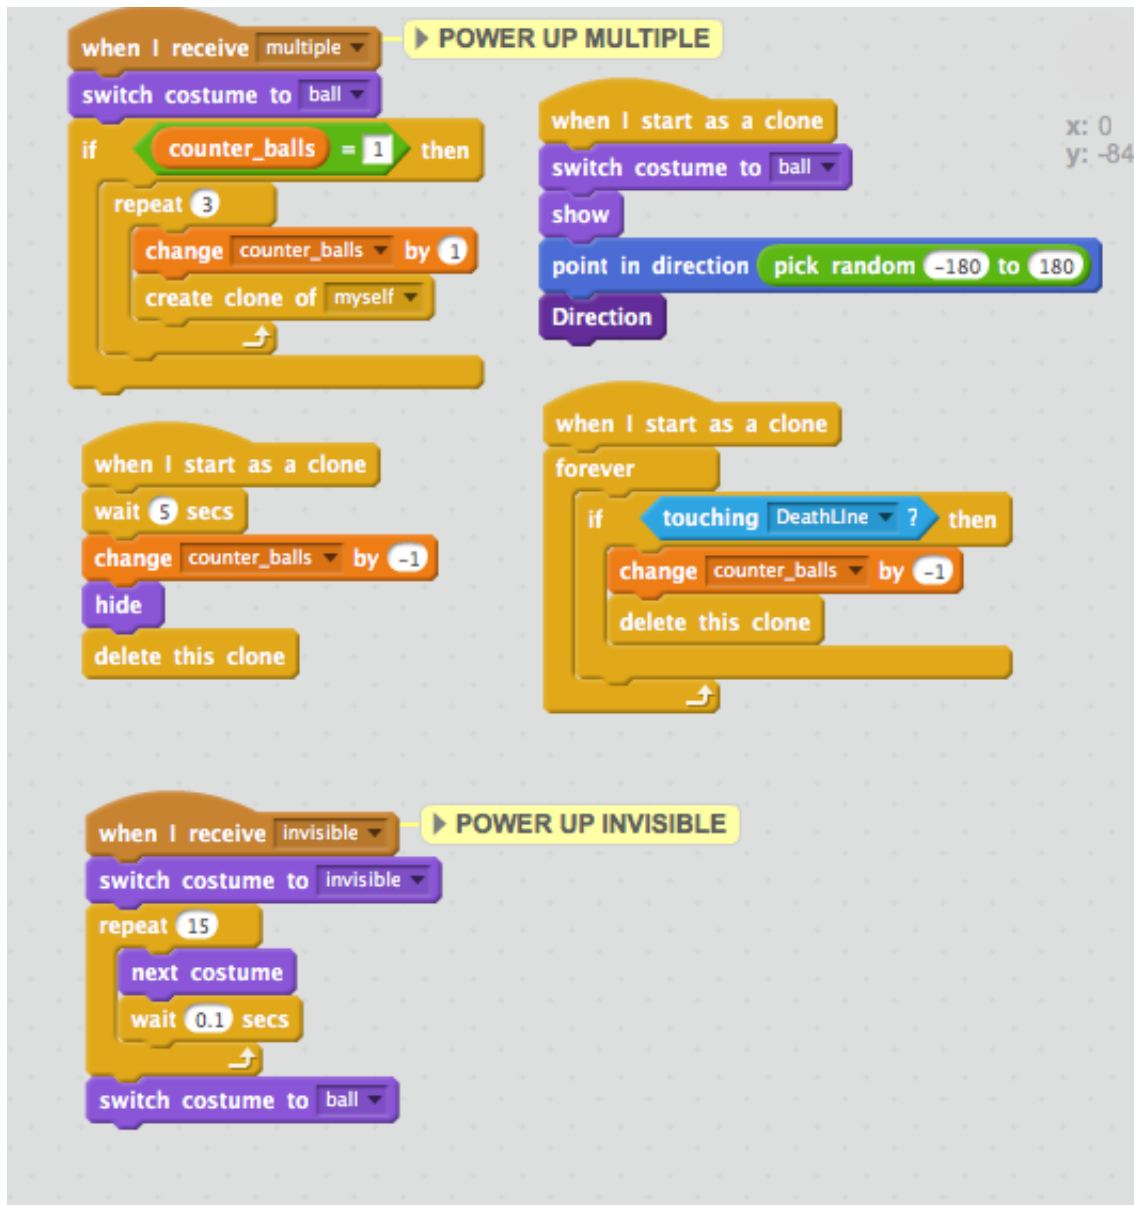 when I receive multiple
POWER UP MULTIPLE
switch costume to ball
if counter_balls = 1 then
repeat 3
change counter_balls by 1
create clone of myself
when I start as a clone
switch costume to ball
show
point in direction pick random -180 to 180
Direction
x: 0
y: -84
when I start as a clone
wait 5 secs
change counter_balls by -1
hide
delete this clone
when I start as a clone
forever
if touching DeathLIne ? then
change counter_balls by -1
delete this clone
when I receive invisible
POWER UP INVISIBLE
switch costume to invisible
repeat 15
next costume
wait 0.1 secs
switch costume to ball